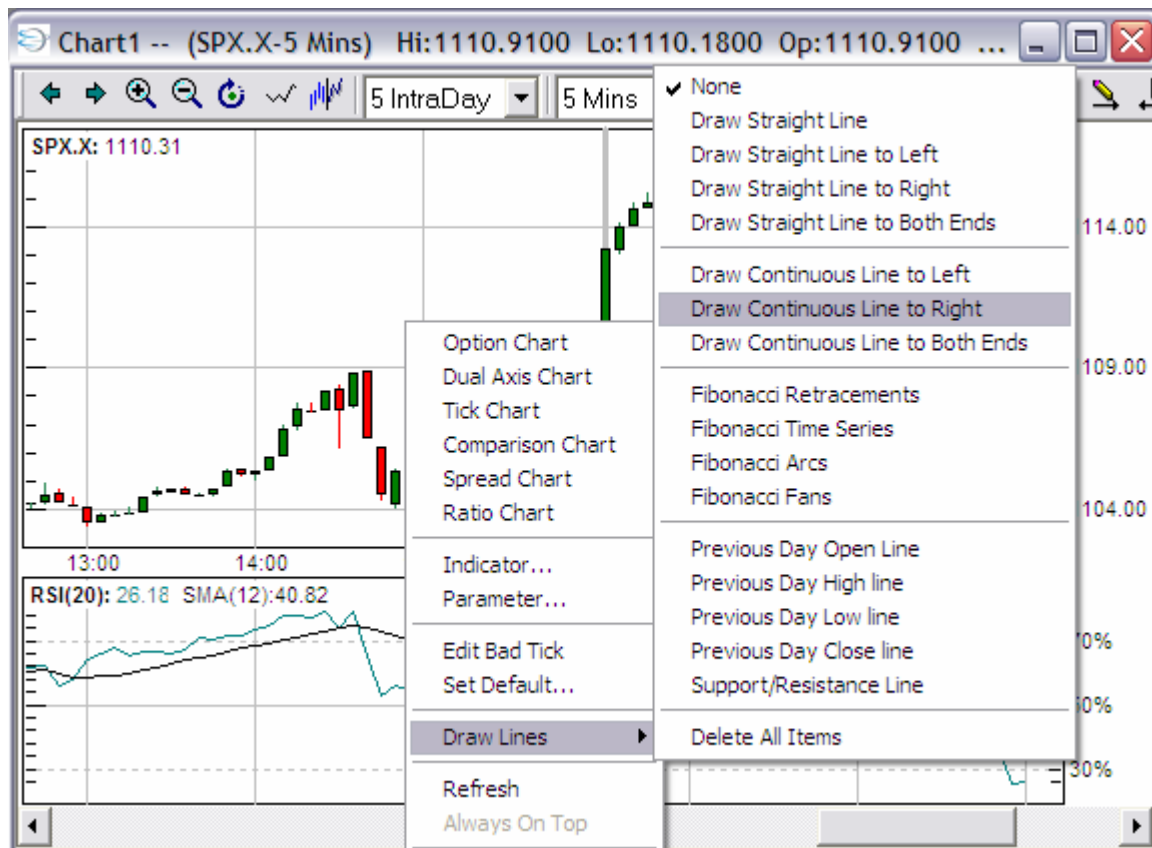 Chart1 -- (SPX.X-5 Mins) Hi:1110.9100 Lo:1110.1800 Op:1110.9100 ...
5 IntraDay
5 Mins
SPX.X: 1110.31
114.00
109.00
104.00
13:00
14:00
RSI(20): 26.18 SMA(12):40.82
0%
0%
30%
Option Chart
Dual Axis Chart
Tick Chart
Comparison Chart
Spread Chart
Ratio Chart
Indicator...
Parameter...
Edit Bad Tick
Set Default...
Draw Lines
Refresh
Always On Top
None
Draw Straight Line
Draw Straight Line to Left
Draw Straight Line to Right
Draw Straight Line to Both Ends
Draw Continuous Line to Left
Draw Continuous Line to Right
Draw Continuous Line to Both Ends
Fibonacci Retracements
Fibonacci Time Series
Fibonacci Arcs
Fibonacci Fans
Previous Day Open Line
Previous Day High line
Previous Day Low line
Previous Day Close line
Support/Resistance Line
Delete All Items